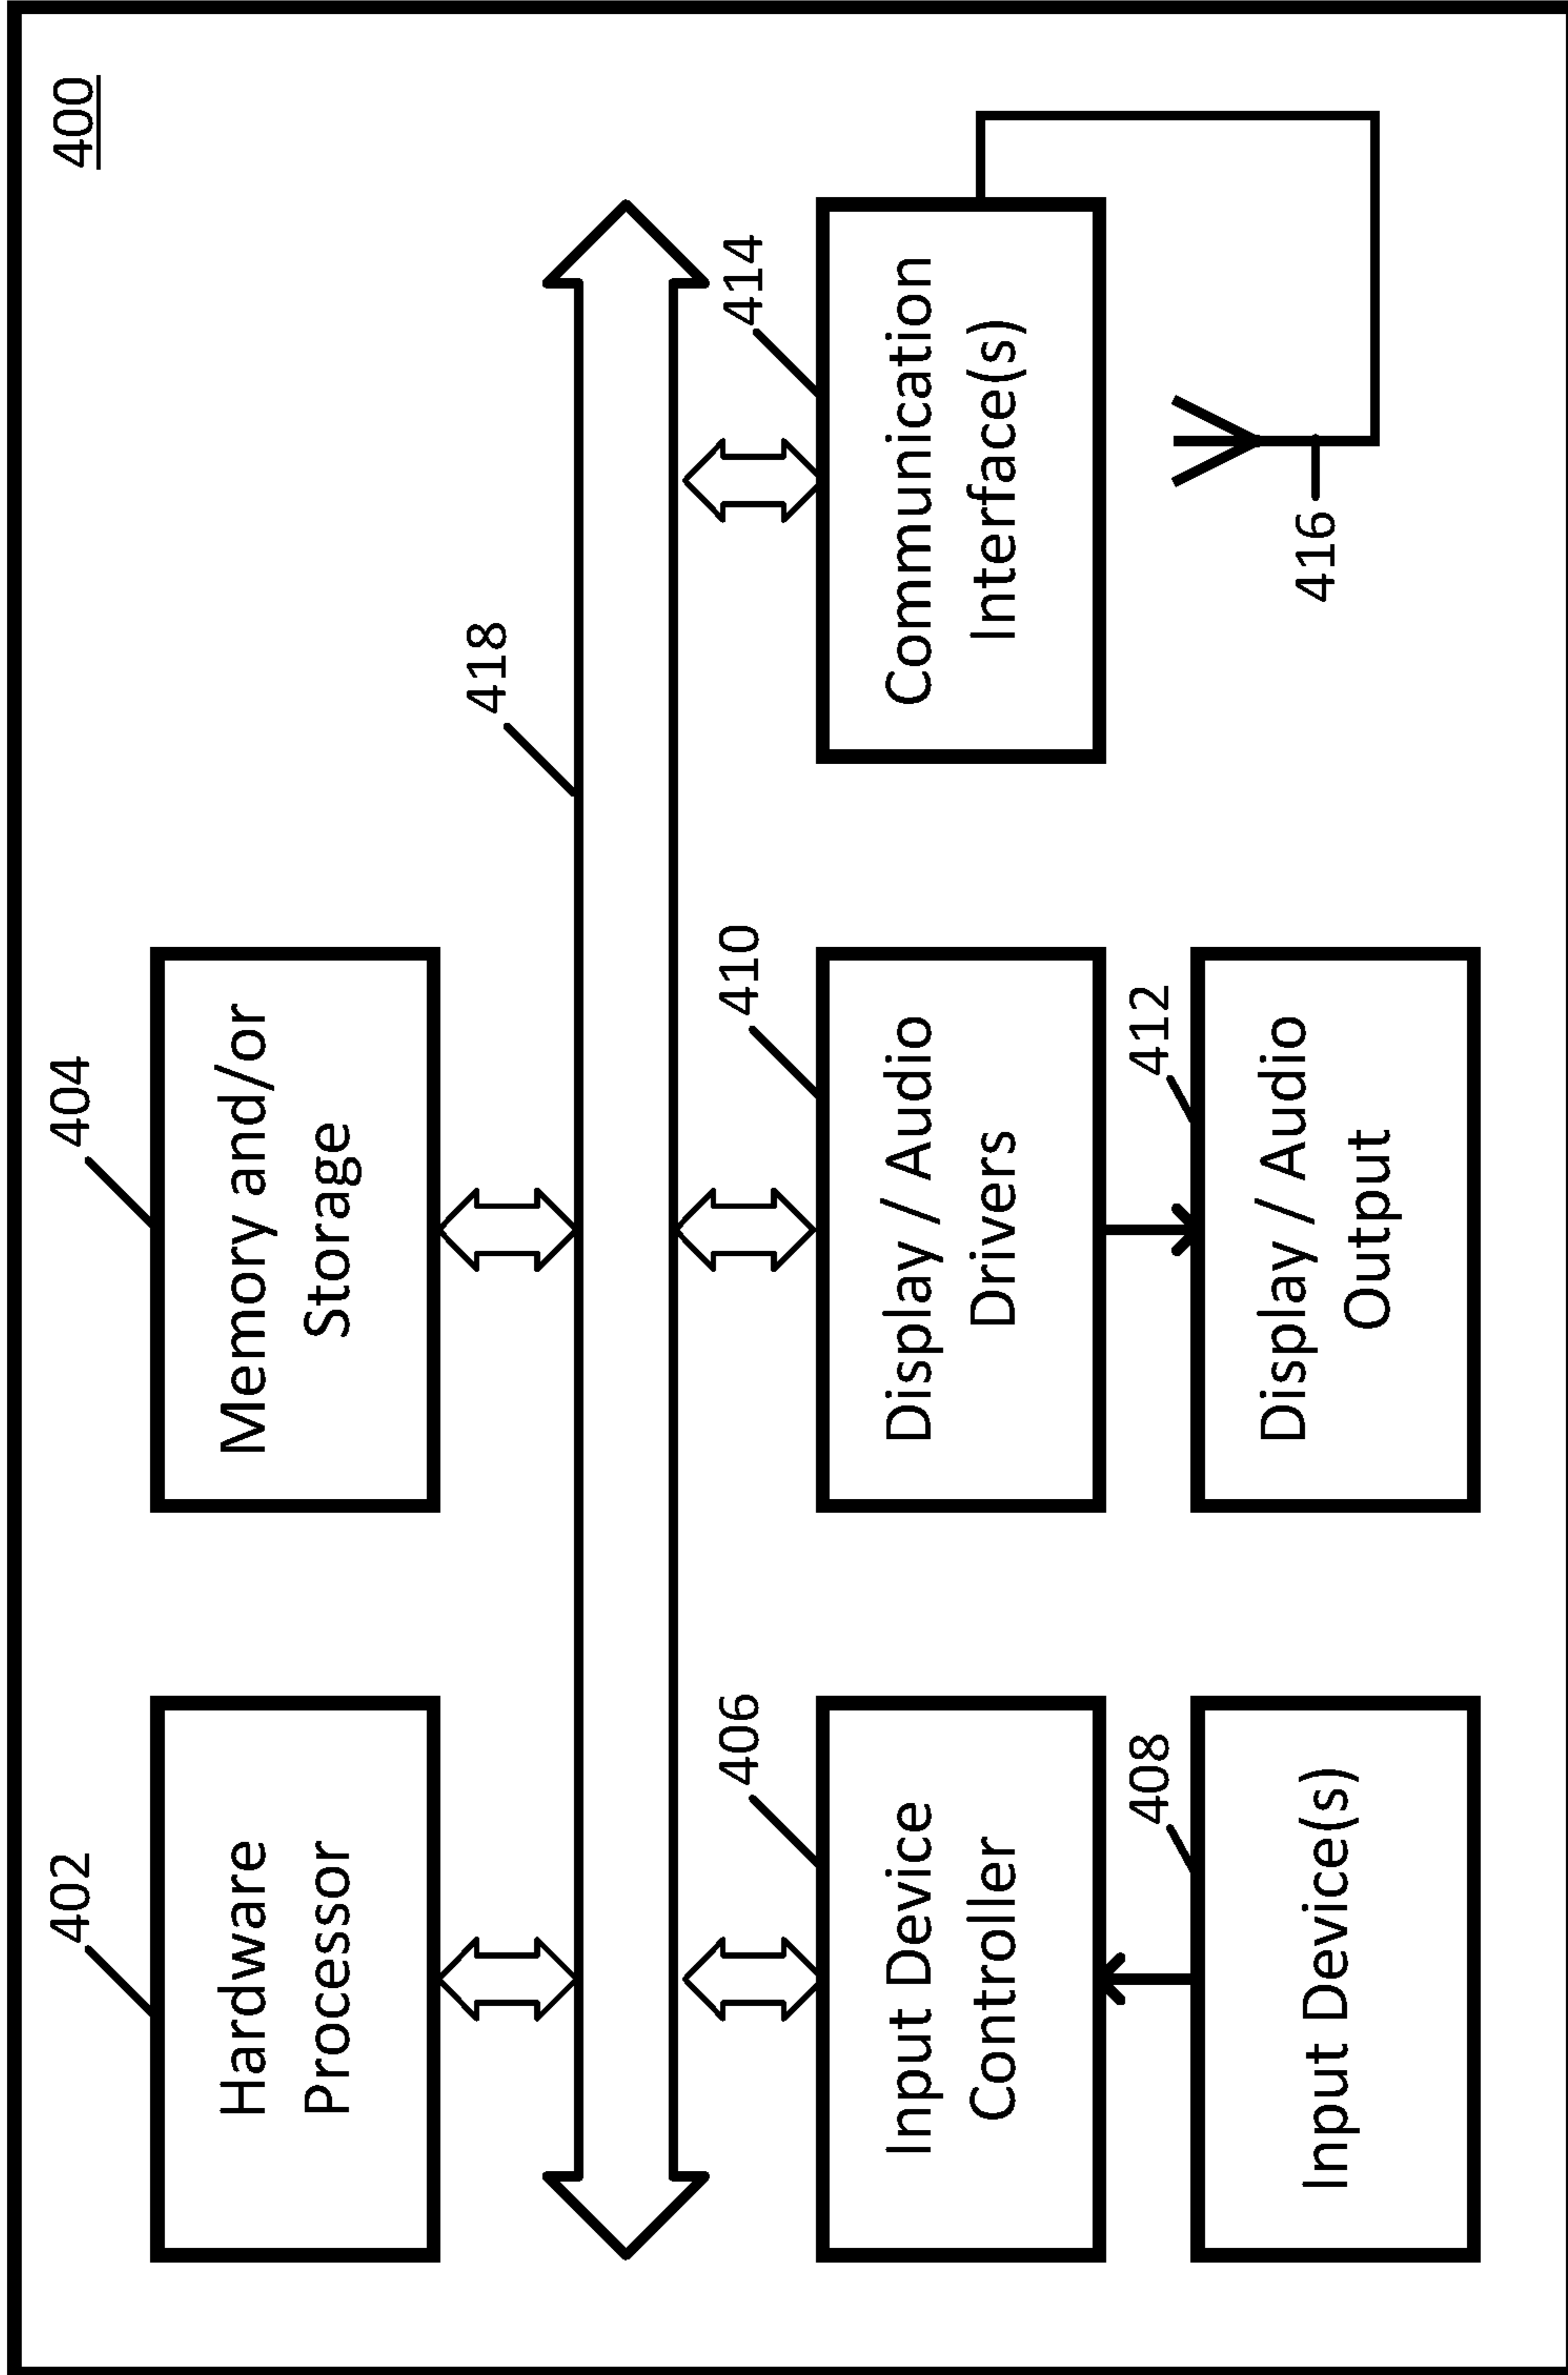 400
402
Hardware
Processor
404
Memory and/or
Storage
418
406
Input Device
Controller
410
Display / Audio
Drivers
414
Communication
Interface(s)
408
Input Device(s)
412
Display / Audio
Output
416